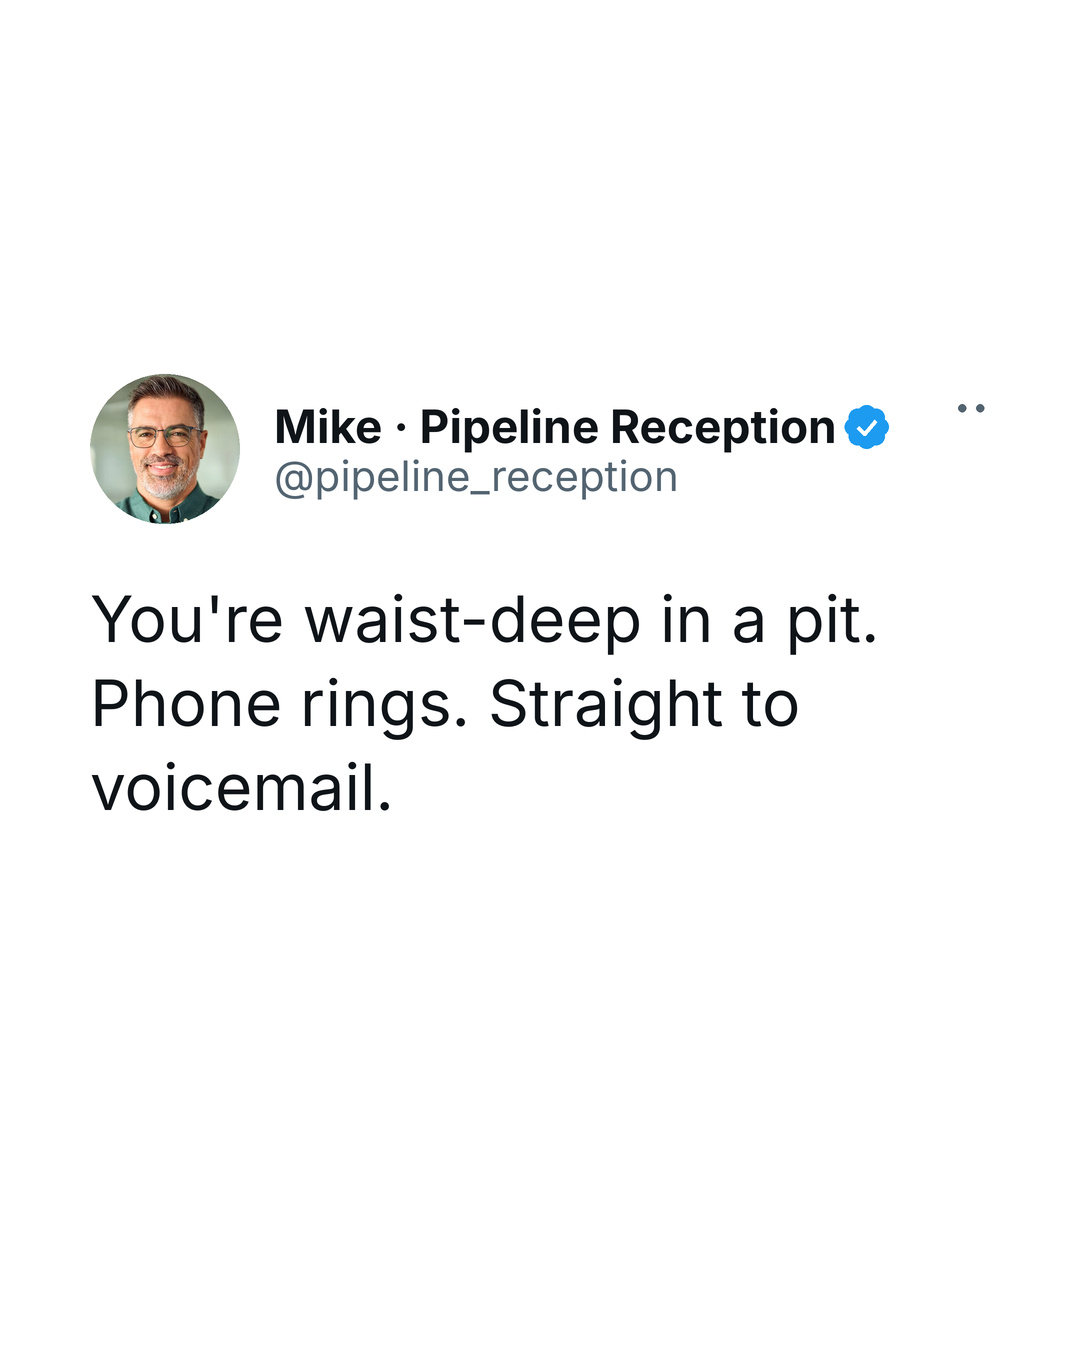 Mike · Pipeline Reception
@pipeline_reception
You're waist-deep in a pit.
Phone rings. Straight to
voicemail.